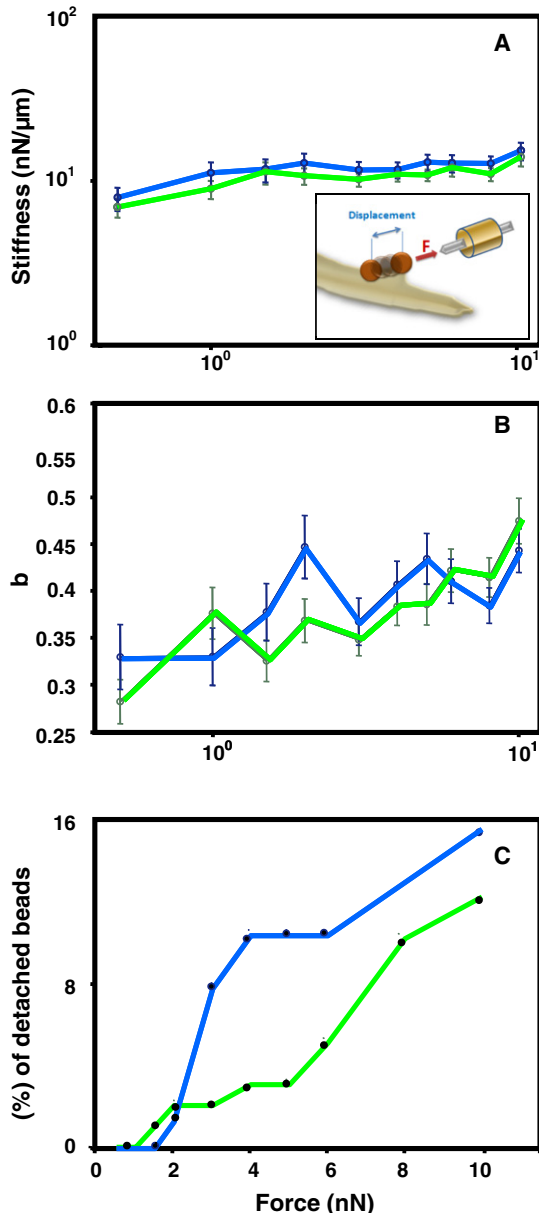 A
10²
10¹
10⁰
Stiffness (nN/µm)
Displacement
F
10⁰
10¹
B
0.6
0.55
0.5
0.45
0.4
0.35
0.3
0.25
b
10⁰
10¹
C
16
8
0
(%) of detached beads
0
2
4
6
8
10
Force (nN)